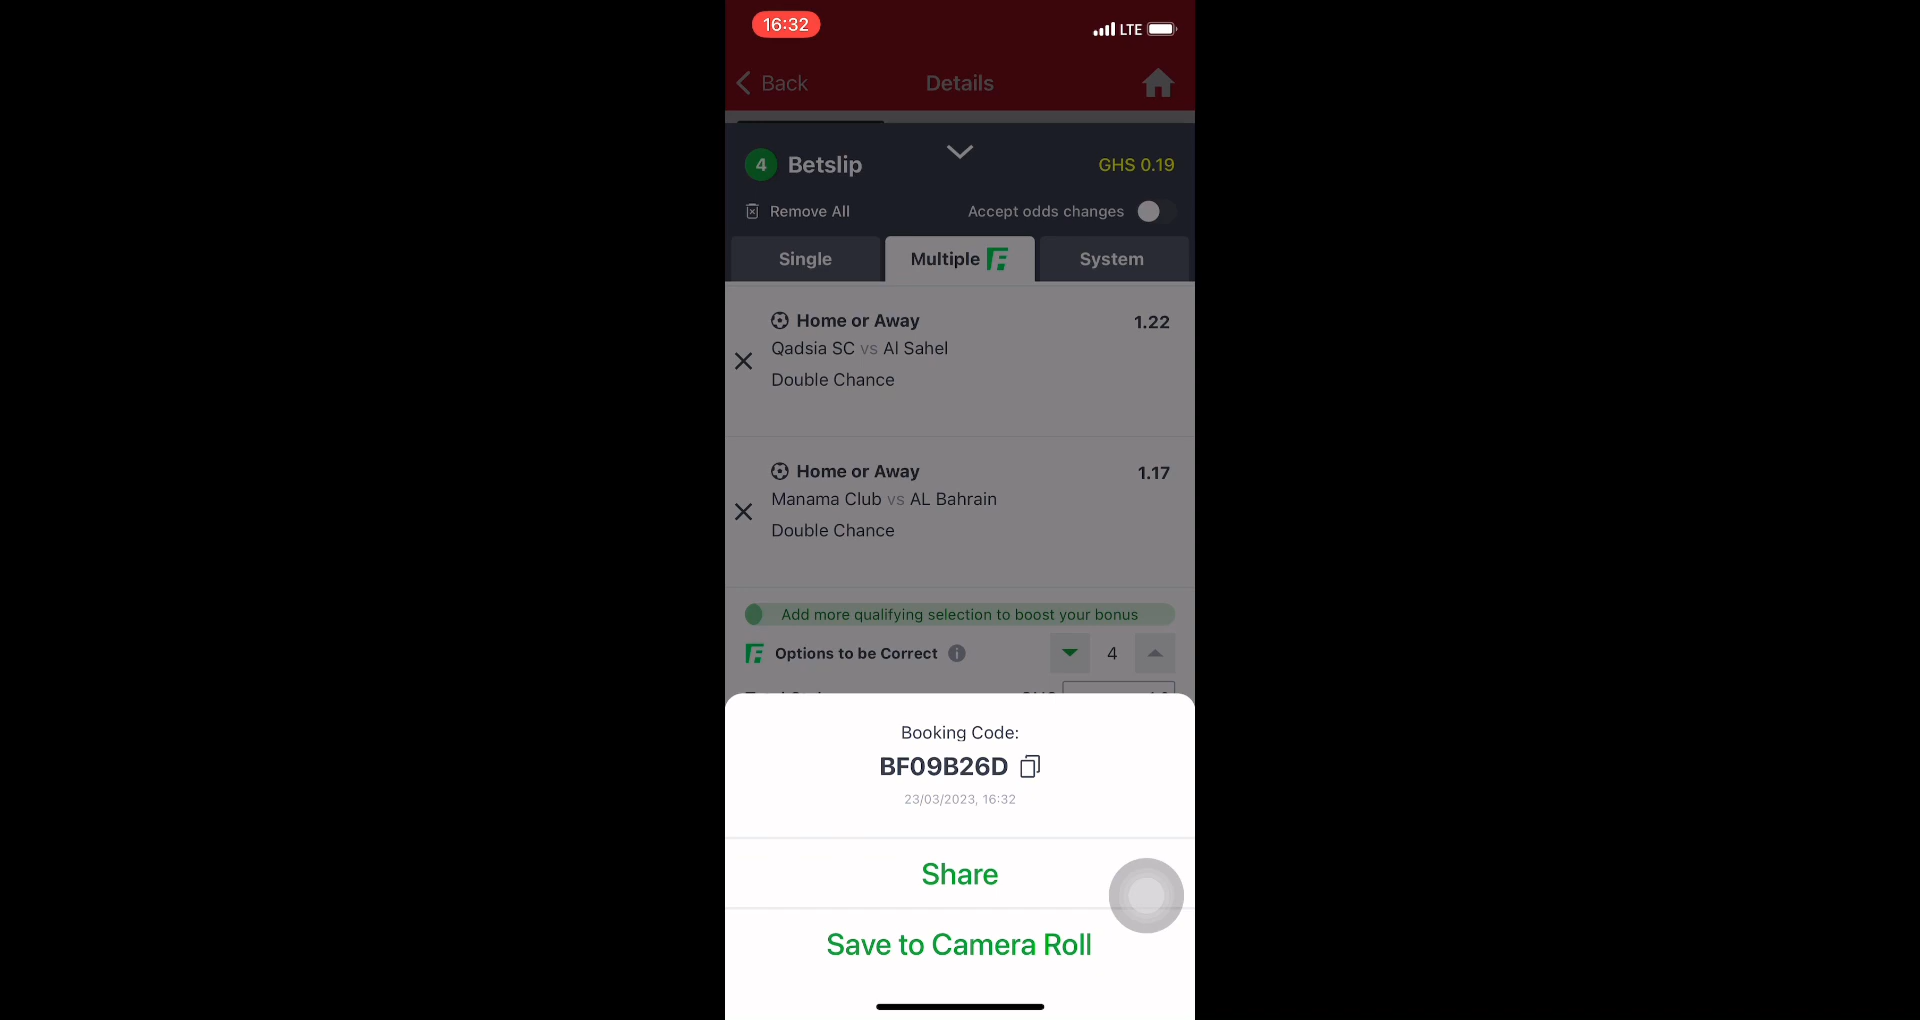 16:32
LTE
Back
Details
4 Betslip
GHS 0.19
Remove All
Accept odds changes
Single
Multiple
System
Home or Away
1.22
Qadsia SC vs Al Sahel
Double Chance
Home or Away
1.17
Manama Club vs AL Bahrain
Double Chance
Add more qualifying selection to boost your bonus
Options to be Correct
4
Booking Code:
BF09B26D
23/03/2023, 16:32
Share
Save to Camera Roll